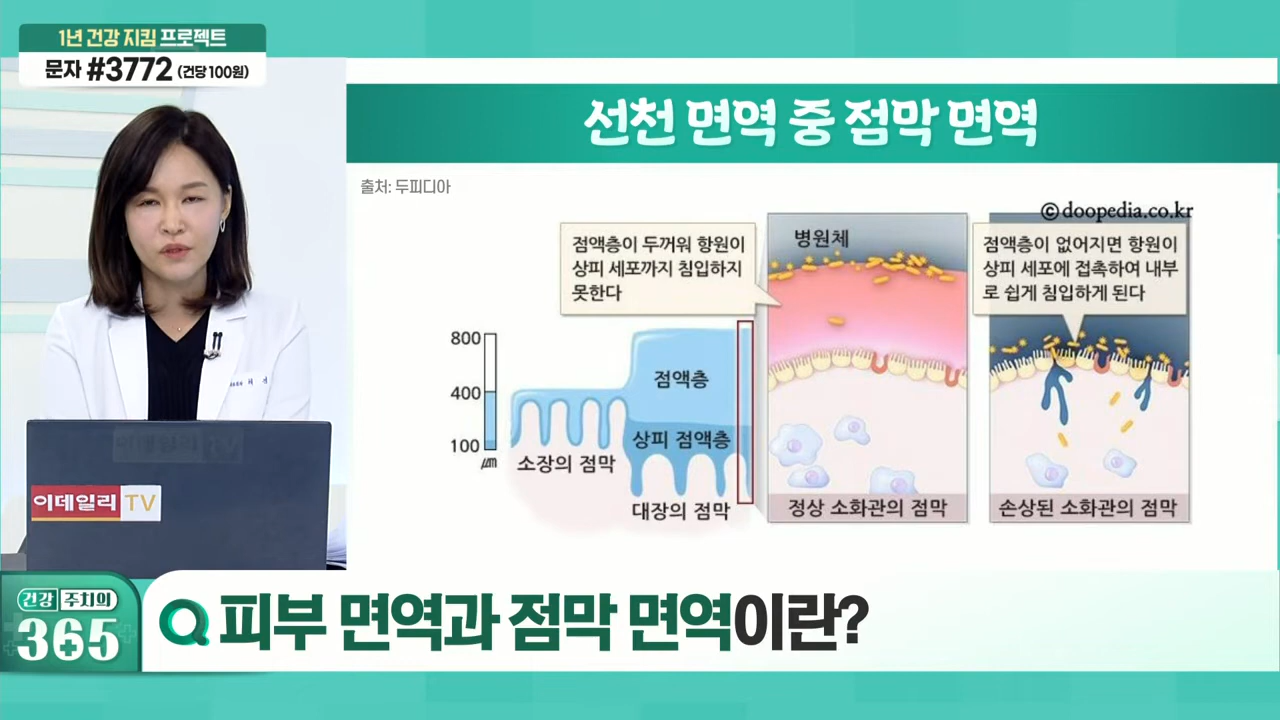 1년 건강 지킴 프로젝트
문자 #3772 (건당 100원)
선천 면역 중 점막 면역
출처: 두피디아
©doopedia.co.kr
점액층이 두꺼워 항원이
상피 세포까지 침입하지
못한다
병원체
점액층이 없어지면 항원이
상피 세포에 접촉하여 내부
로 쉽게 침입하게 된다
800
400
100
㎛
점액층
상피 점액층
소장의 점막
대장의 점막
정상 소화관의 점막
손상된 소화관의 점막
이데일리 TV
건강 주치의
365
Q 피부 면역과 점막 면역이란?